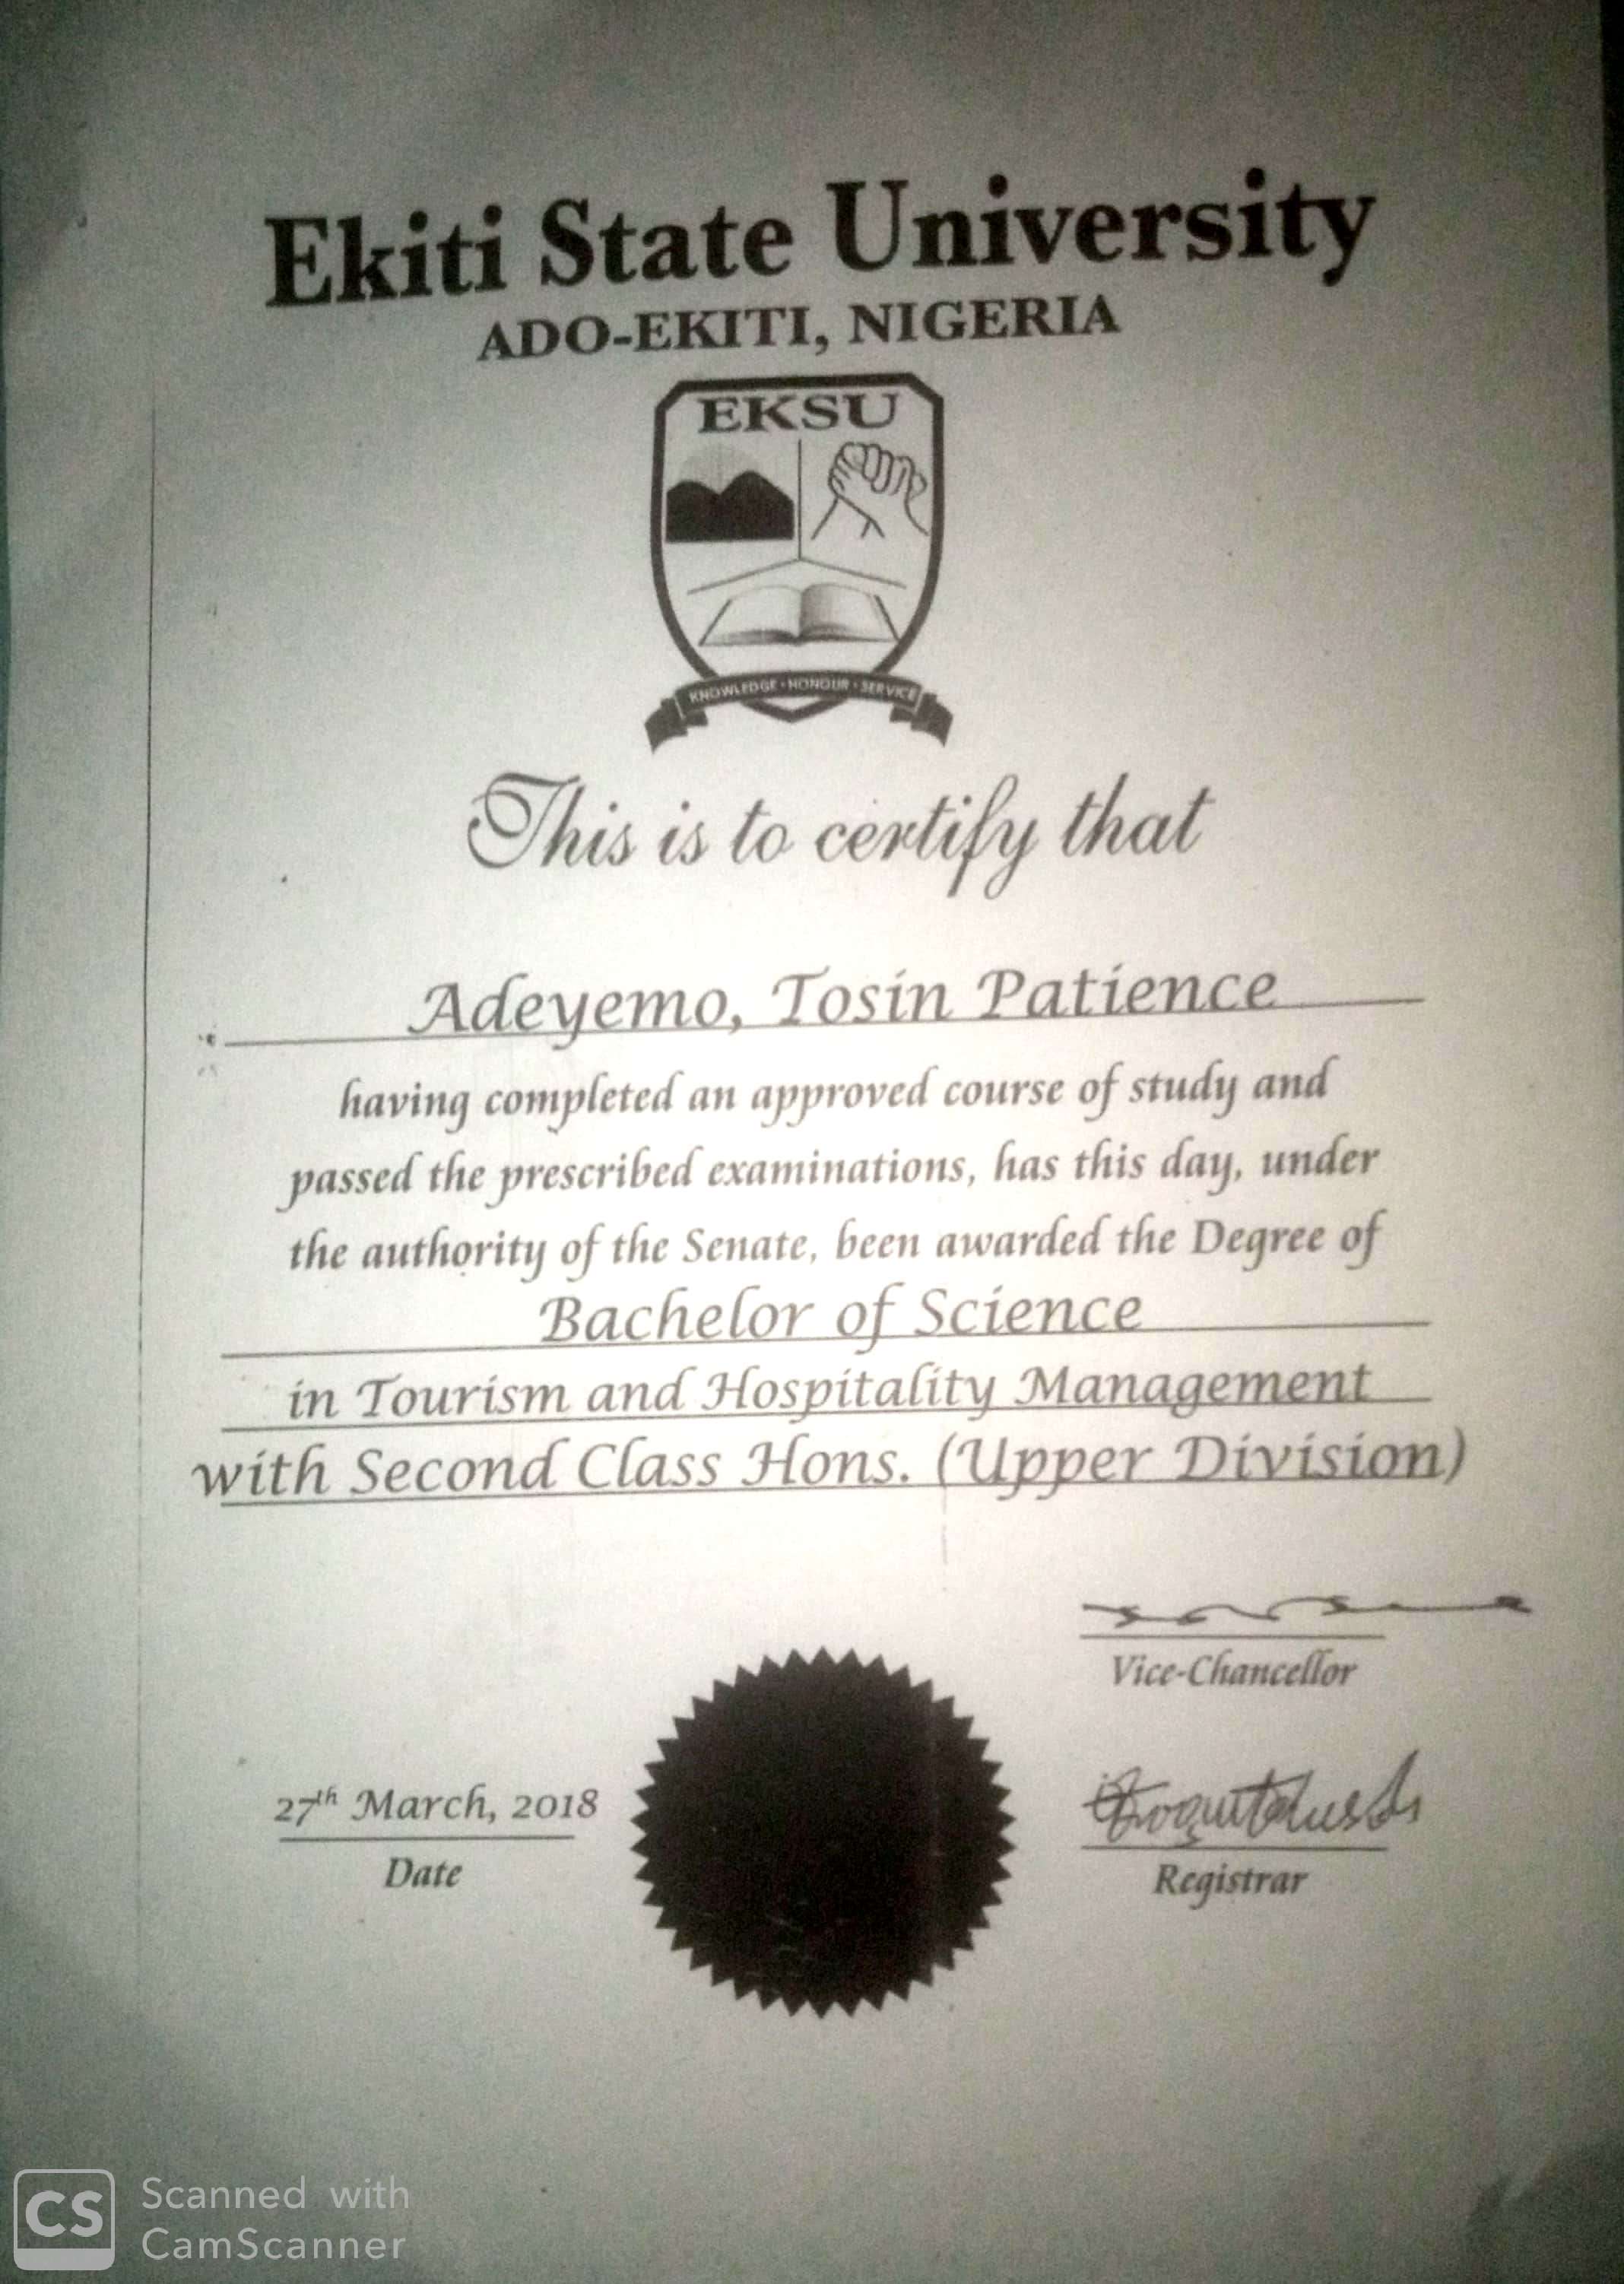 Ekiti State University
ADO-EKITI, NIGERIA
EKSU
KNOWLEDGE · HONOUR · SERVICE
This is to certify that
Adeyemo, Tosin Patience
having completed an approved course of study and
passed the prescribed examinations, has this day, under
the authority of the Senate, been awarded the Degree of
Bachelor of Science
in Tourism and Hospitality Management
with Second Class Hons. (Upper Division)
Vice-Chancellor
27th March, 2018
Date
Registrar
CS
Scanned with
CamScanner